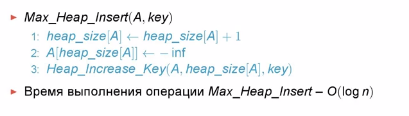 Max_Heap_Insert(A, key)
1: heap_size[A] ← heap_size[A] + 1
2: A[heap_size[A]] ← − inf
3: Heap_Increase_Key(A, heap_size[A], key)
Время выполнения операции Max_Heap_Insert – O(log n)